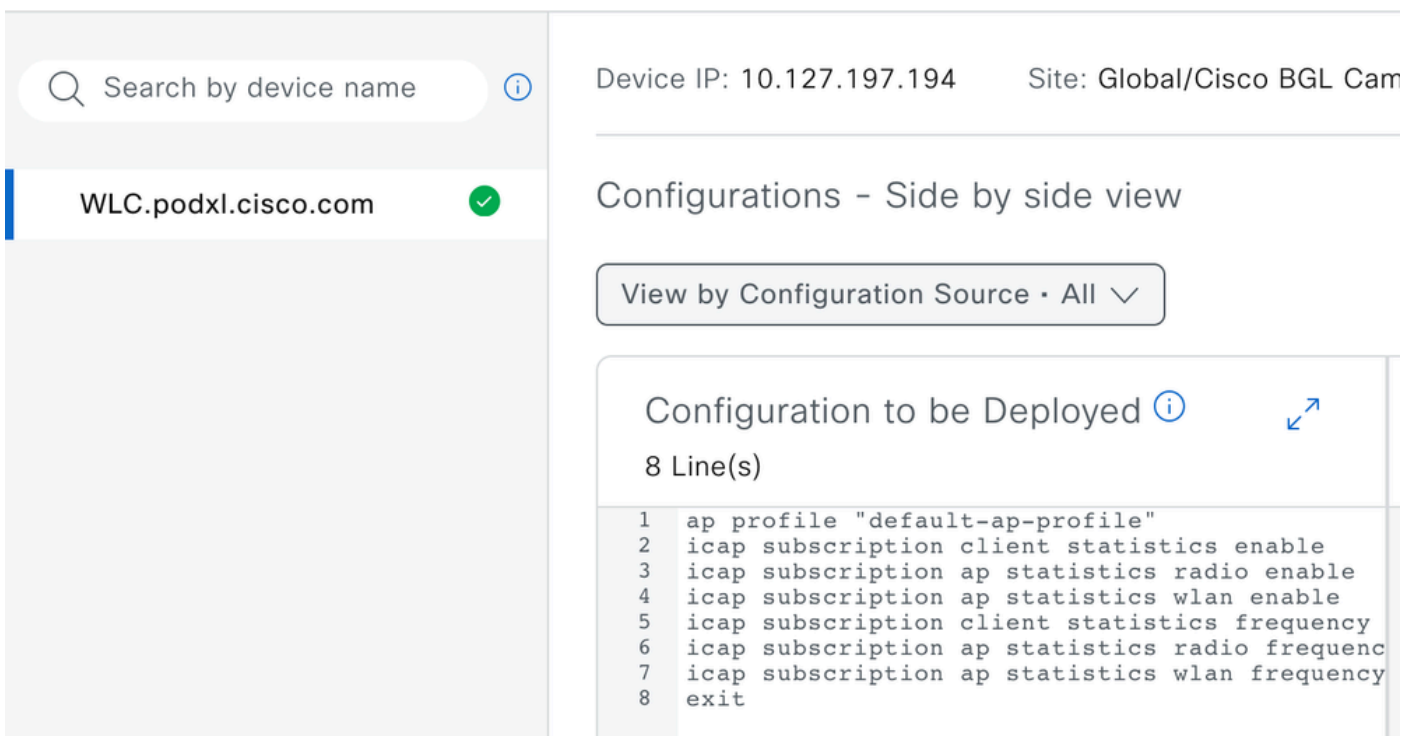 Search by device name
WLC.podxl.cisco.com
Device IP: 10.127.197.194 Site: Global/Cisco BGL Cam
Configurations - Side by side view
View by Configuration Source · All
Configuration to be Deployed
8 Line(s)
1 ap profile "default-ap-profile"
2 icap subscription client statistics enable
3 icap subscription ap statistics radio enable
4 icap subscription ap statistics wlan enable
5 icap subscription client statistics frequency
6 icap subscription ap statistics radio frequenc
7 icap subscription ap statistics wlan frequency
8 exit